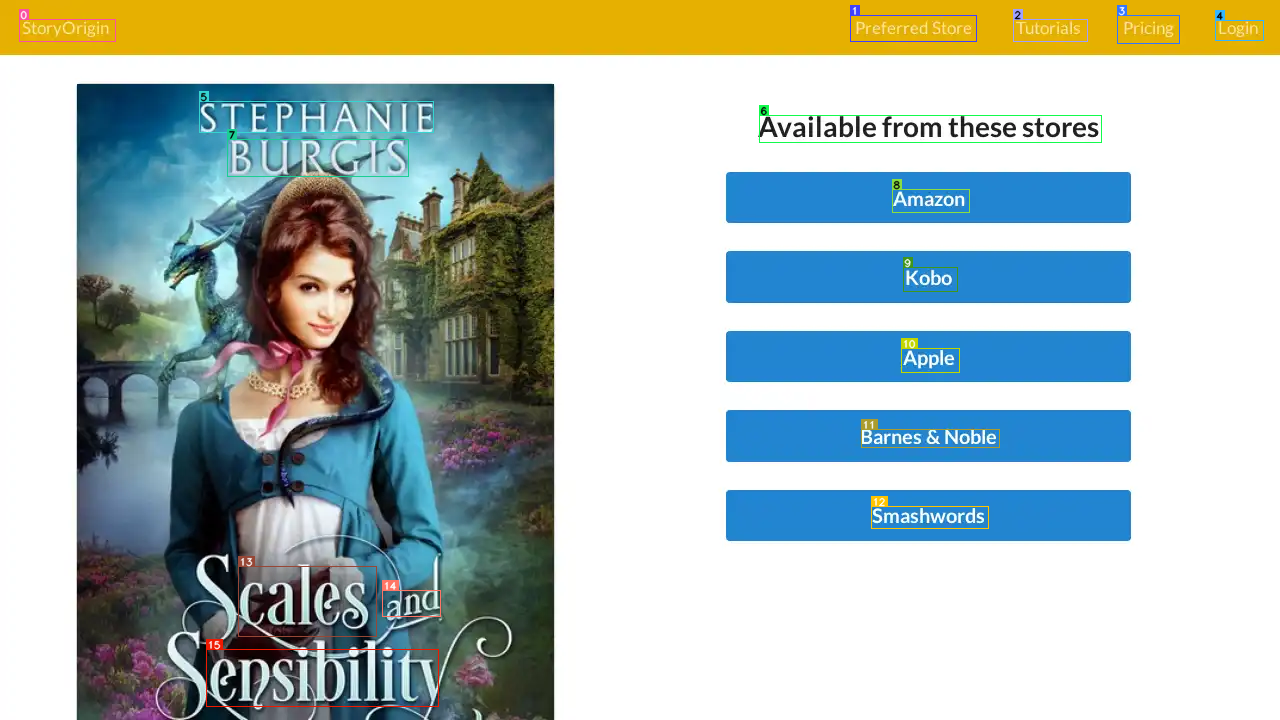 StoryOrigin Preferred Store Tutorials Pricing Login
STEPHANIE
BURGIS
Scales and
Sensibility
Available from these stores
Amazon
Kobo
Apple
Barnes & Noble
Smashwords